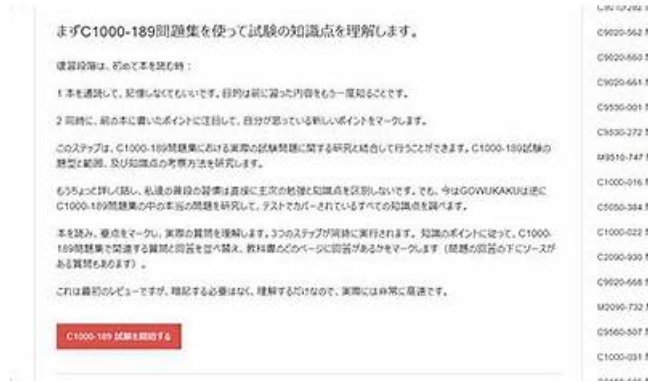 まずC1000-189問題集を使って試験の知識点を理解します。
復習段階は、初めて本を読む時：
1 本を通読して、記憶しなくてもいいです。目的は前に習った内容をもう一度知ることです。
2 同時に、前の本に書いたポイントに注目して、自分が思っている新しいポイントをマークします。
このステップは、C1000-189問題集における実際の試験問題に関する研究と結合して行うことができます。C1000-189試験の
題型と範囲、及び知識点の考察方法を研究します。
もうちょっと詳しく話し、私達の普段の習慣は直接に主次の勉強と知識点を区別しないです。でも、今はGOWUKAKUは逆に
C1000-189問題集の中の本当の問題を研究して、テストでカバーされているすべての知識点を調べます。
本を読み、要点をマークし、実際の質問を理解します。3つのステップが同時に実行されます。 知識のポイントに従って、C1000-
189問題集で関連する質問と回答を並べ替え、教科書のどのページに回答があるかをマークします（問題の回答の下にソースが
ある質問もあります）。
これは最初のレビューですが、暗記する必要はなく、理解するだけなので、実際には非常に高速です。
C1000-189 試験を開始する
C9020-562
C9020-660
C9020-661
C9530-001
C9530-272
M9510-747
C1000-016
C5050-384
C1000-022
C2090-930
C9020-668
M2090-732
C9560-507
C1000-031